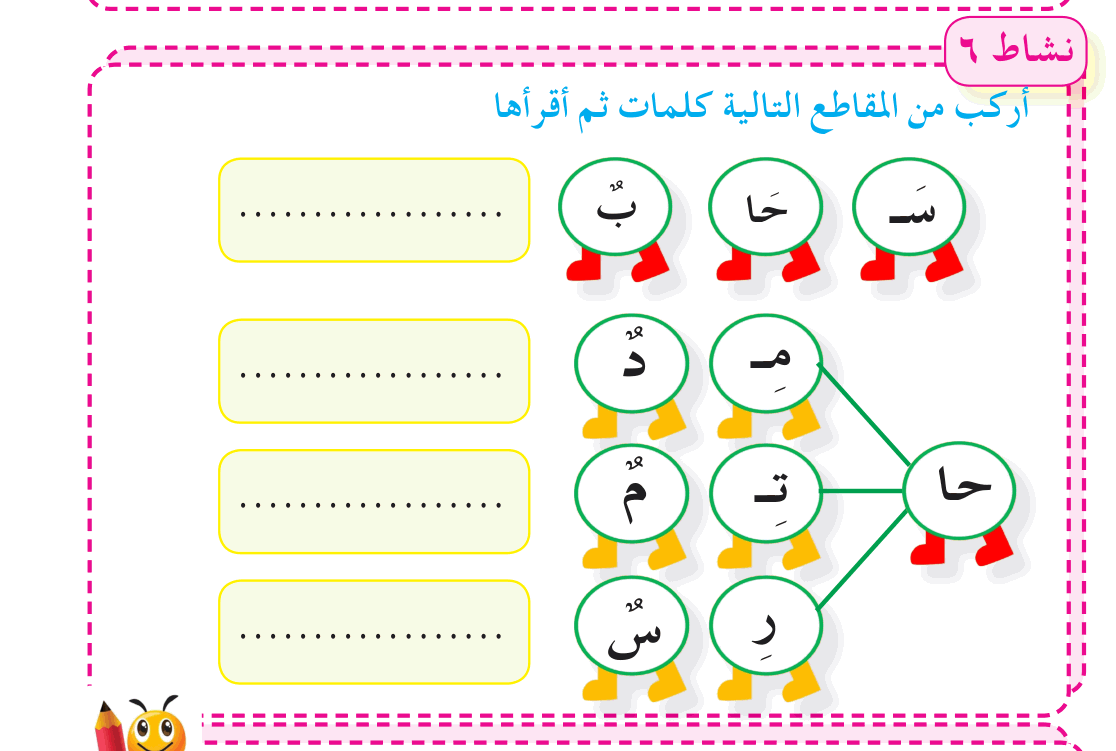 نشاط ٦
أركب من المقاطع التالية كلمات ثم أقرأها
سَـ حَا بٌ ..................
حا
مِـ دٌ ..................
تِـ مٌ ..................
رِ سٌ ..................